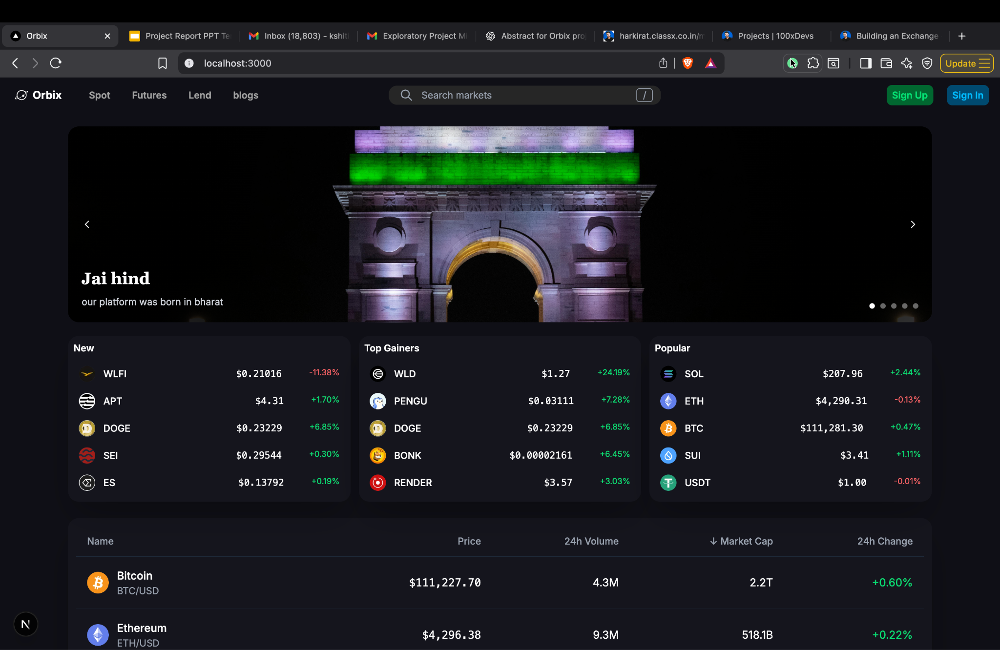 Orbix
Project Report PPT Te
Inbox (18,803) - kshiti
Exploratory Project Mi
Abstract for Orbix pro
harkirat.classx.co.in/m
Projects | 100xDevs
Building an Exchange
localhost:3000
Update
Orbix
Spot
Futures
Lend
blogs
Search markets
/
Sign Up
Sign In
Jai hind
our platform was born in bharat
New
WLFI $0.21016 -11.38%
APT $4.31 +1.70%
DOGE $0.23229 +6.85%
SEI $0.29544 +0.30%
ES $0.13792 +0.19%
Top Gainers
WLD $1.27 +24.19%
PENGU $0.03111 +7.28%
DOGE $0.23229 +6.85%
BONK $0.00002161 +6.45%
RENDER $3.57 +3.03%
Popular
SOL $207.96 +2.44%
ETH $4,290.31 -0.13%
BTC $111,281.30 +0.47%
SUI $3.41 +1.11%
USDT $1.00 -0.01%
Name Price 24h Volume ↓ Market Cap 24h Change
Bitcoin
BTC/USD
$111,227.70 4.3M 2.2T +0.60%
Ethereum
ETH/USD
$4,296.38 9.3M 518.1B +0.22%
N